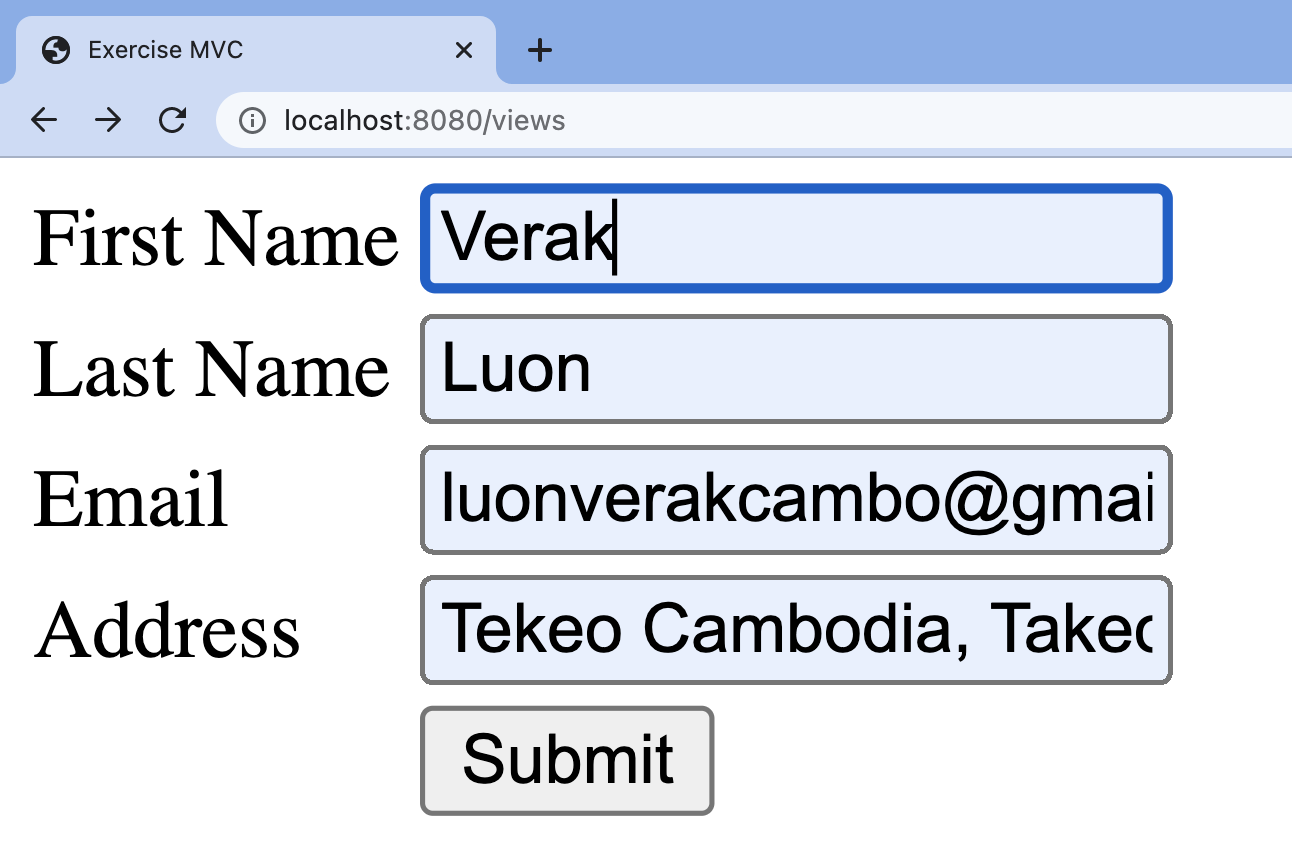 Exercise MVC
localhost:8080/views
First Name Verak
Last Name Luon
Email luonverakcambo@gmai
Address Tekeo Cambodia, Takeo
Submit